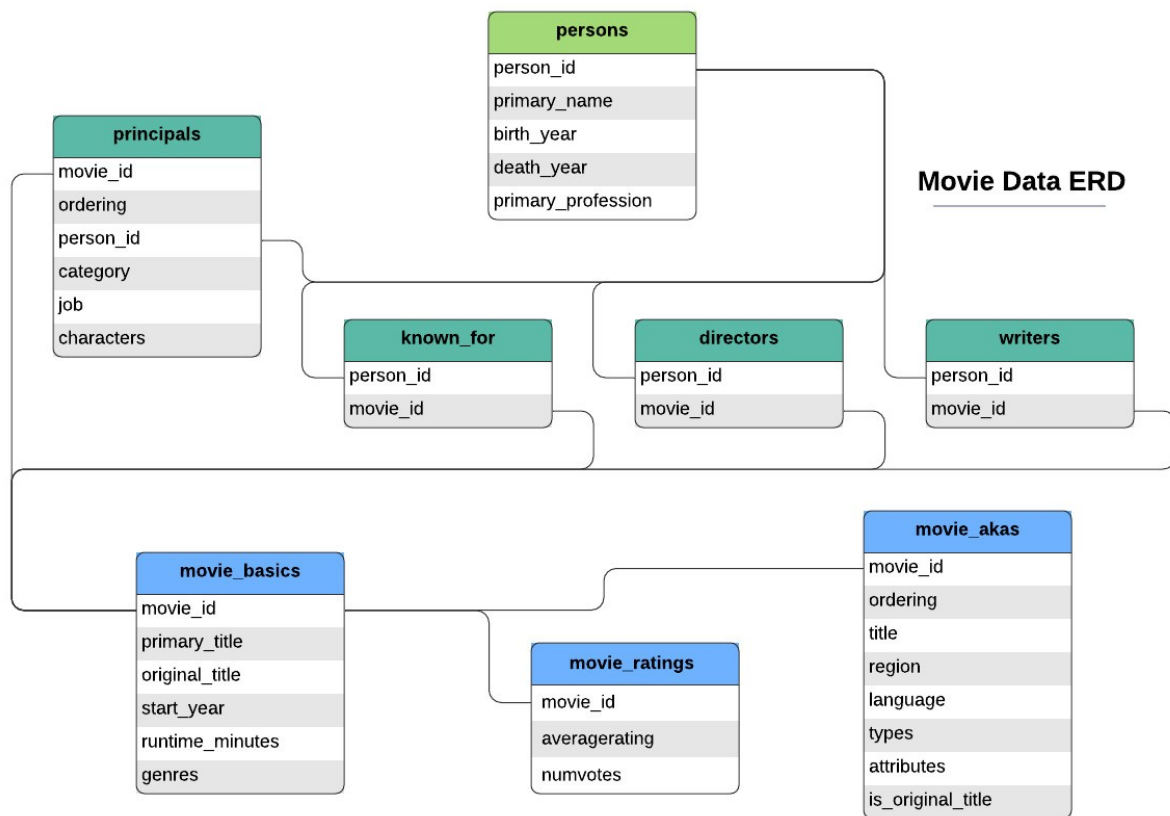 persons
person_id
primary_name
birth_year
death_year
primary_profession
principals
movie_id
ordering
person_id
category
job
characters
Movie Data ERD
known_for
person_id
movie_id
directors
person_id
movie_id
writers
person_id
movie_id
movie_basics
movie_id
primary_title
original_title
start_year
runtime_minutes
genres
movie_ratings
movie_id
averagerating
numvotes
movie_akas
movie_id
ordering
title
region
language
types
attributes
is_original_title